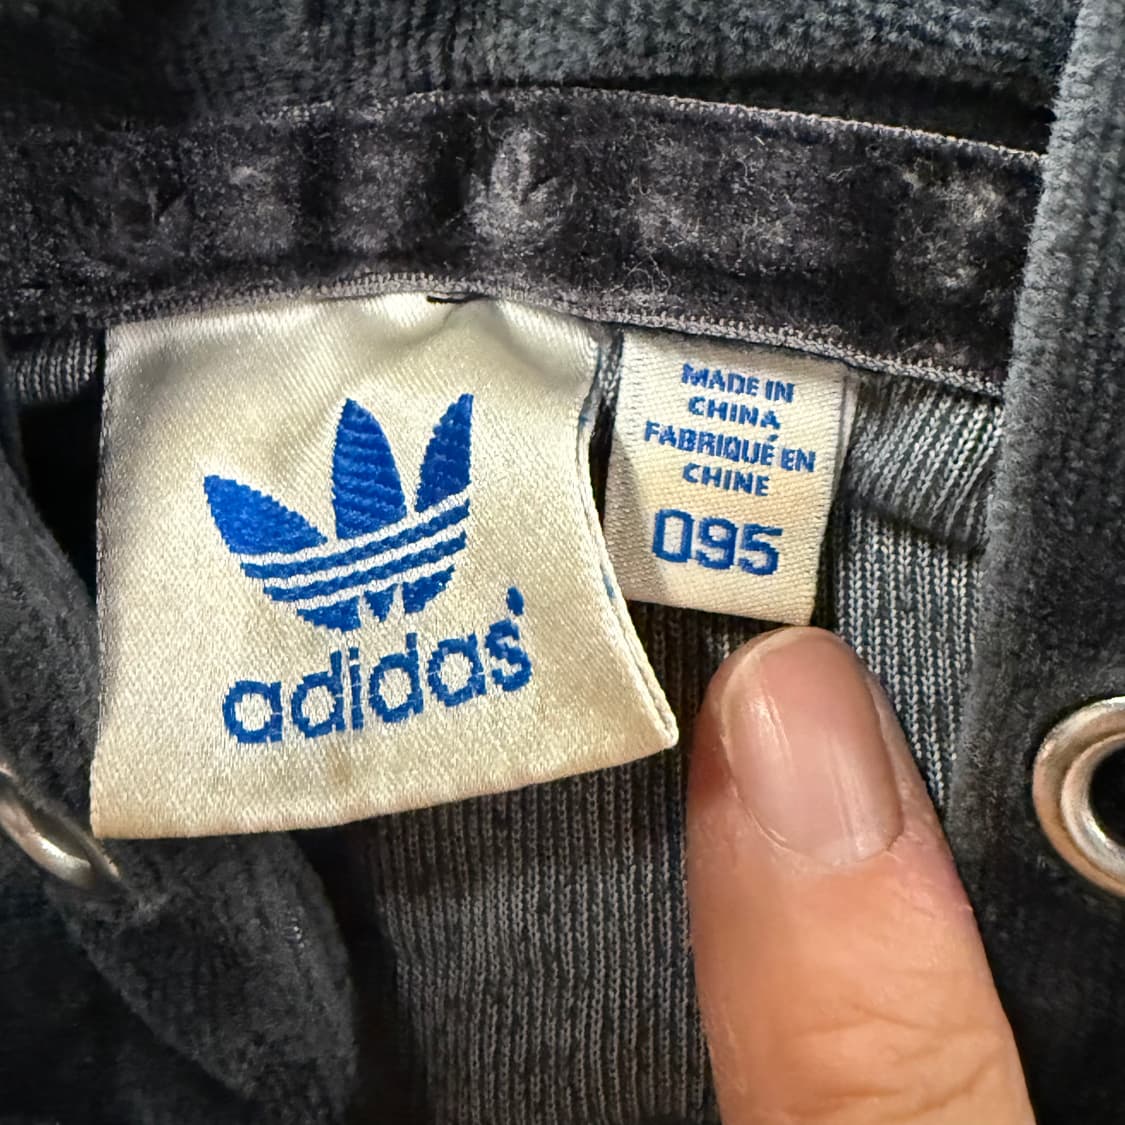 adidas
MADE IN
CHINA
FABRIQUÉ EN
CHINE
095